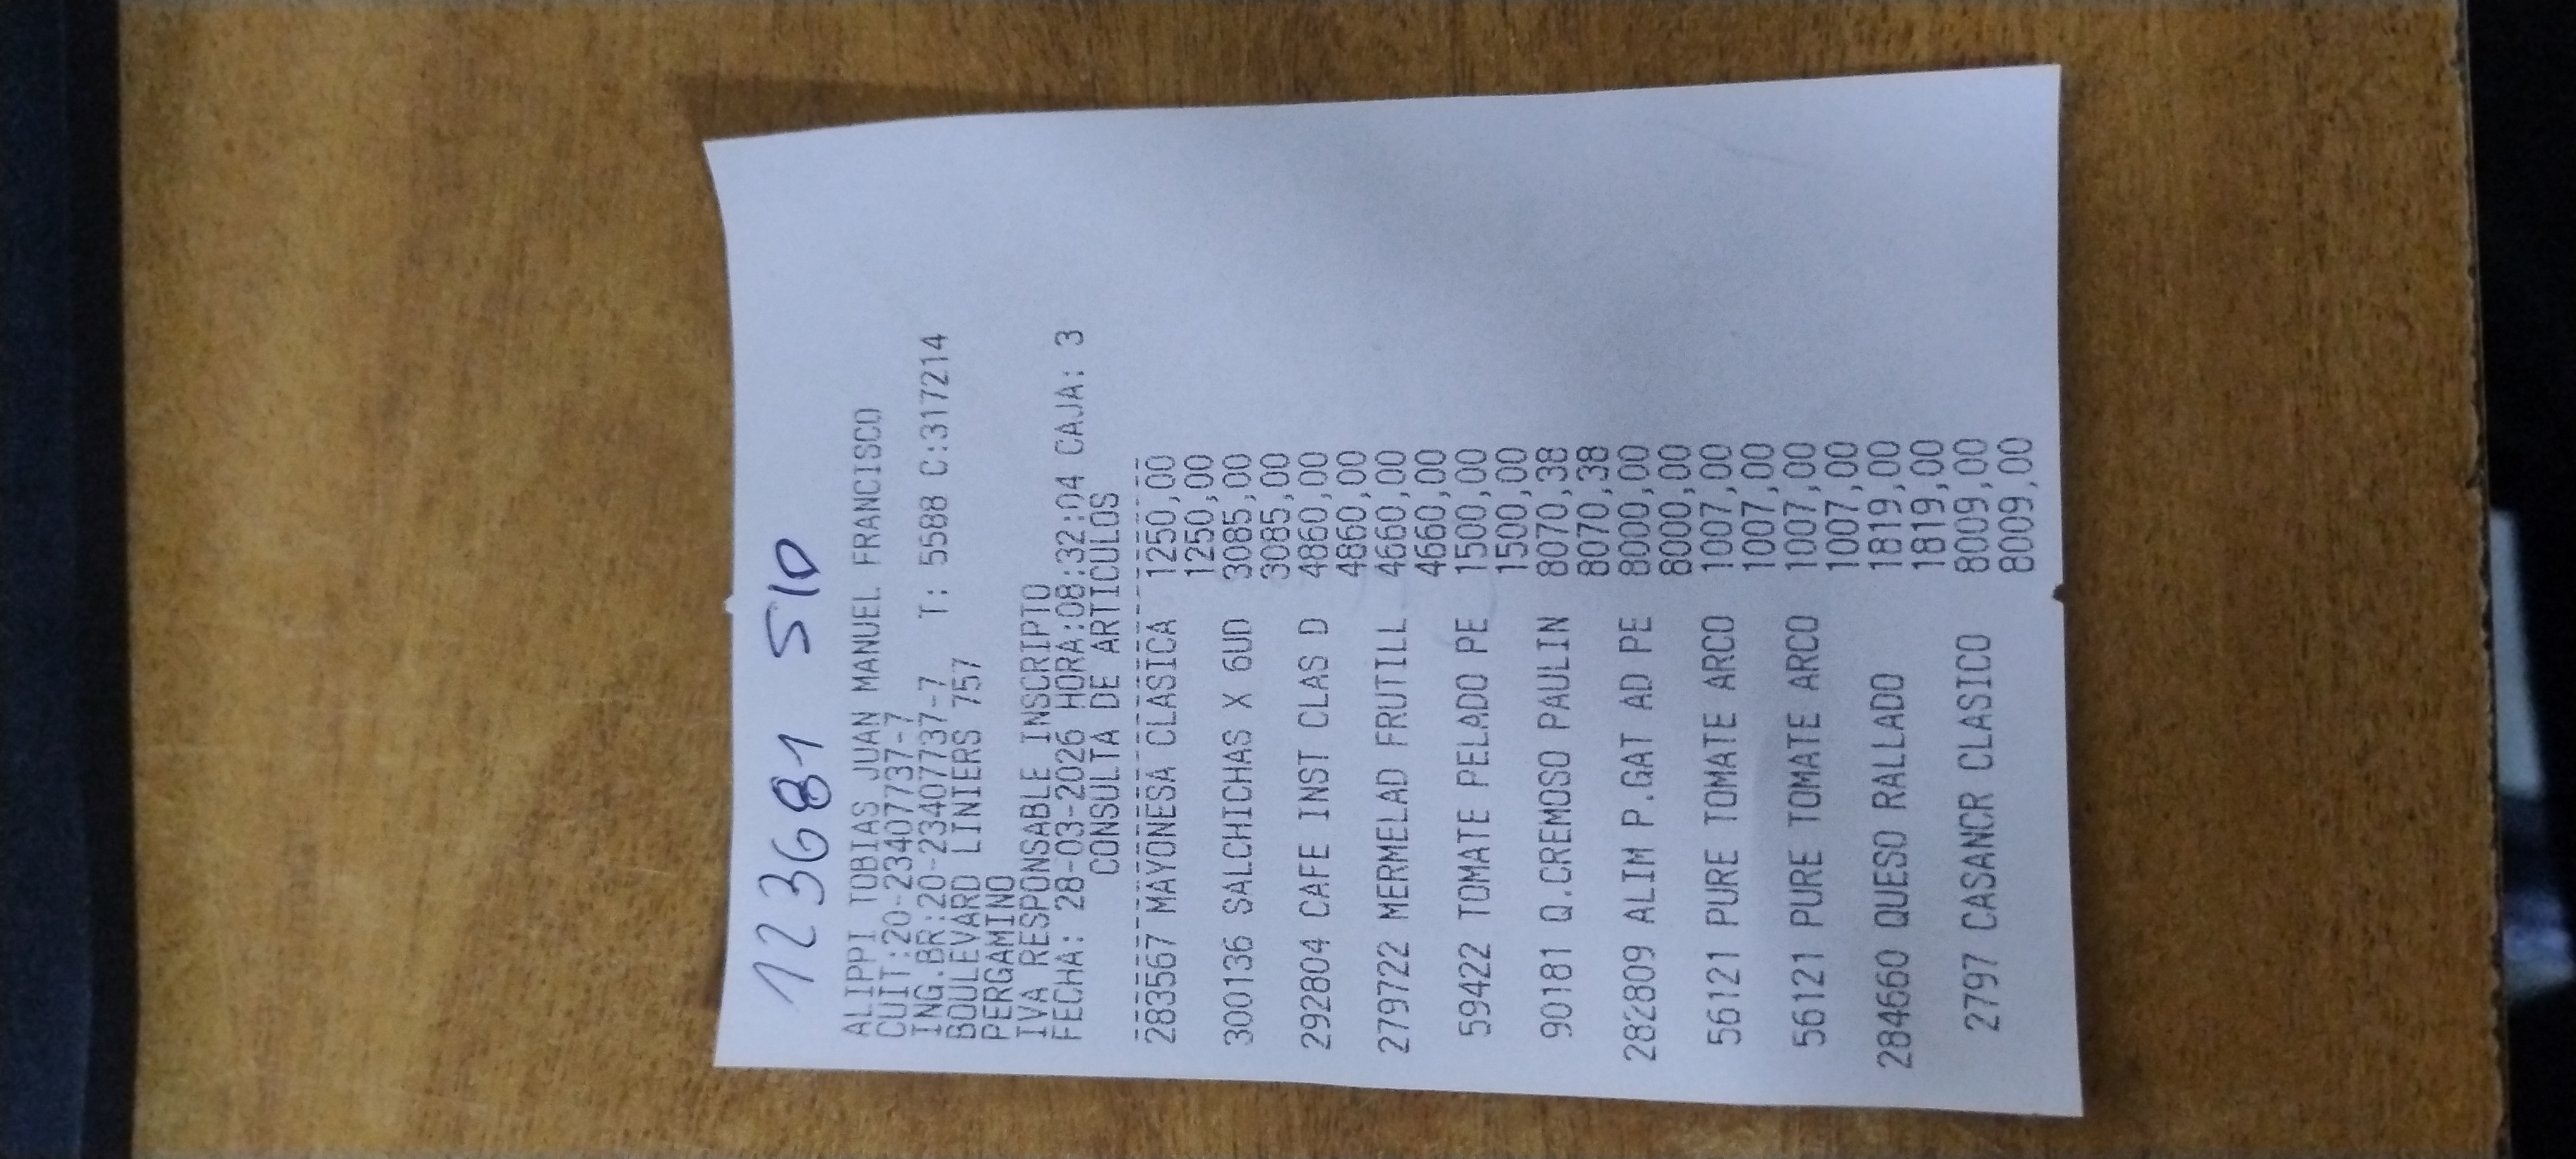 123681 510
ALIPPI TOBIAS JUAN MANUEL FRANCISCO
CUIT:20-23407737-7
ING.BR:20-23407737-7 T: 5588 C:317214
BOULEVARD LINIERS 757
PERGAMINO
IVA RESPONSABLE INSCRIPTO
FECHA: 28-03-2026 HORA:08:32:04 CAJA: 3
CONSULTA DE ARTICULOS
283567 MAYONESA CLASICA 1250,00
1250,00
300136 SALCHICHAS X 6UD 3085,00
3085,00
292804 CAFE INST CLAS D 4860,00
4860,00
279722 MERMELAD FRUTILL 4660,00
4660,00
59422 TOMATE PELADO PE 1500,00
1500,00
90181 Q.CREMOSO PAULIN 8070,38
8070,38
282809 ALIM P.GAT AD PE 8000,00
8000,00
56121 PURE TOMATE ARCO 1007,00
1007,00
56121 PURE TOMATE ARCO 1007,00
1007,00
284660 QUESO RALLADO 1819,00
1819,00
2797 CASANCR CLASICO 8009,00
8009,00